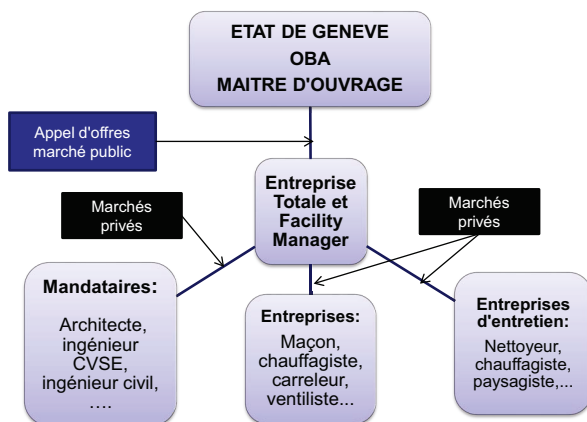 ETAT DE GENEVE
OBA
MAITRE D'OUVRAGE
Appel d'offres
marché public
Entreprise
Totale et
Facility
Manager
Marchés
privés
Marchés
privés
Mandataires:
Architecte,
ingénieur
CVSE,
ingénieur civil,
....
Entreprises:
Maçon,
chauffagiste,
carreleur,
ventiliste...
Entreprises
d'entretien:
Nettoyeur,
chauffagiste,
paysagiste,...